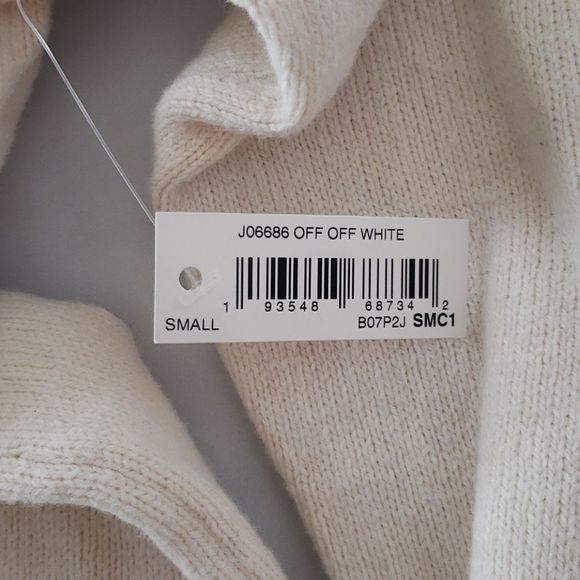 J06686 OFF OFF WHITE
1 93548 68734 2
SMALL B07P2J SMC1